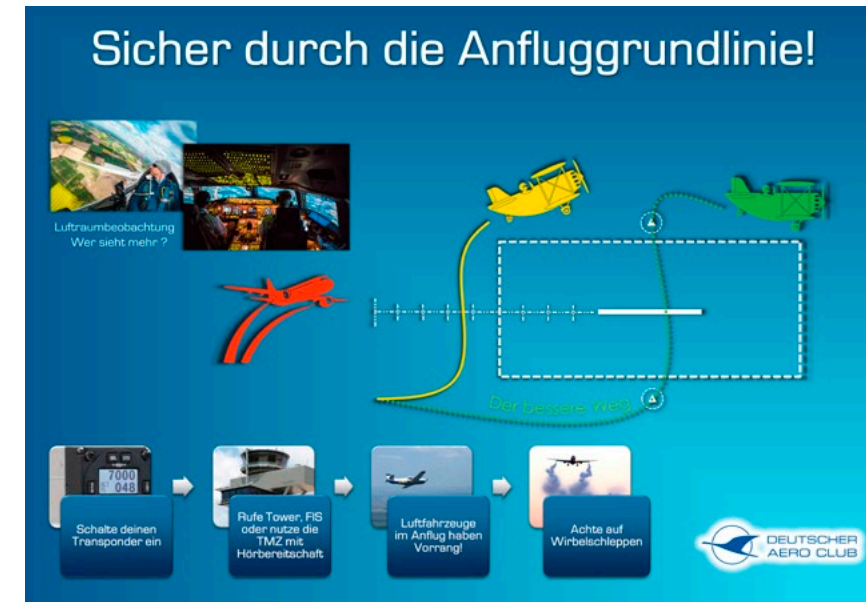 Sicher durch die Anfluggrundlinie!
Luftraumbeobachtung
Wer sieht mehr ?
Der bessere Weg
7000
048
Schalte deinen
Transponder ein
Rufe Tower, FIS
oder nutze die
TMZ mit
Hörbereitschaft
Luftfahrzeuge
im Anflug haben
Vorrang!
Achte auf
Wirbelschleppen
DEUTSCHER
AERO CLUB